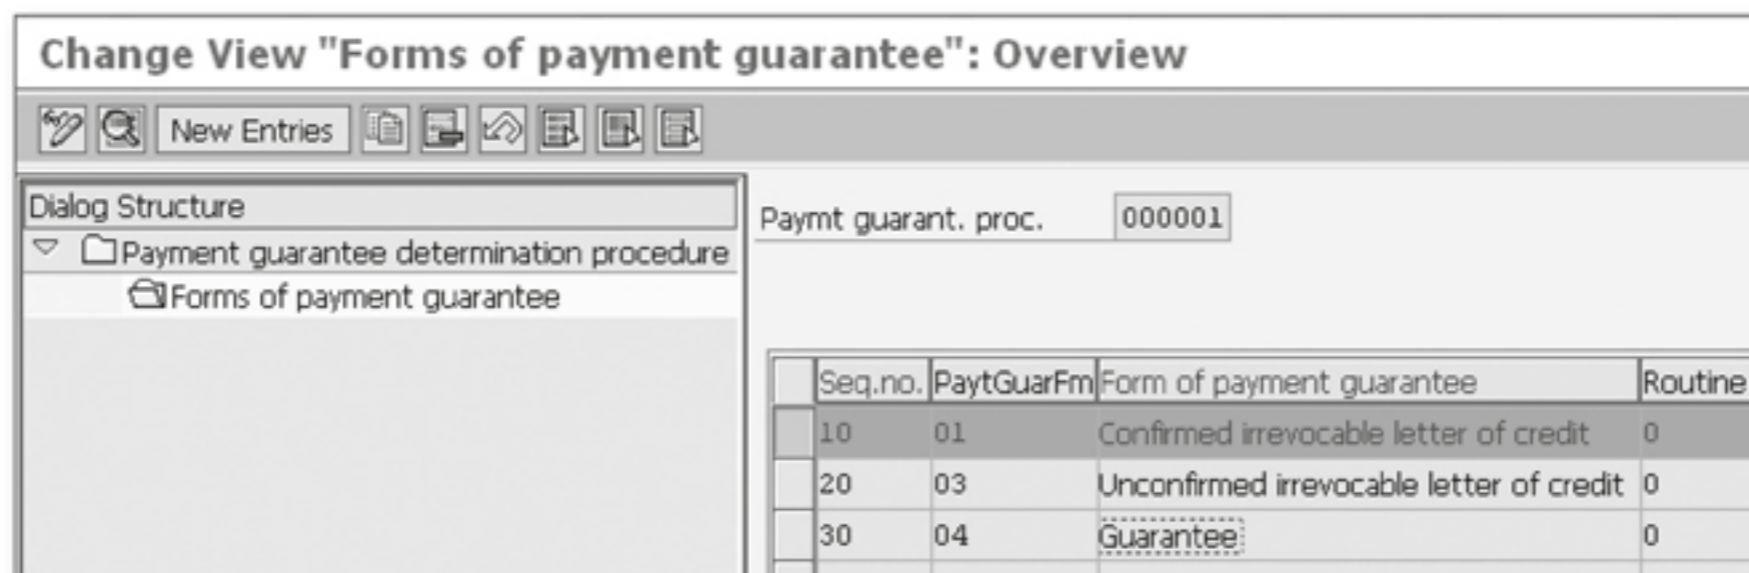 Change View "Forms of payment guarantee": Overview
New Entries
Dialog Structure
Payment guarantee determination procedure
Forms of payment guarantee
Paymt guarant. proc. 000001
Seq.no. PaytGuarFm Form of payment guarantee Routine
10 01 Confirmed irrevocable letter of credit 0
20 03 Unconfirmed irrevocable letter of credit 0
30 04 Guarantee 0